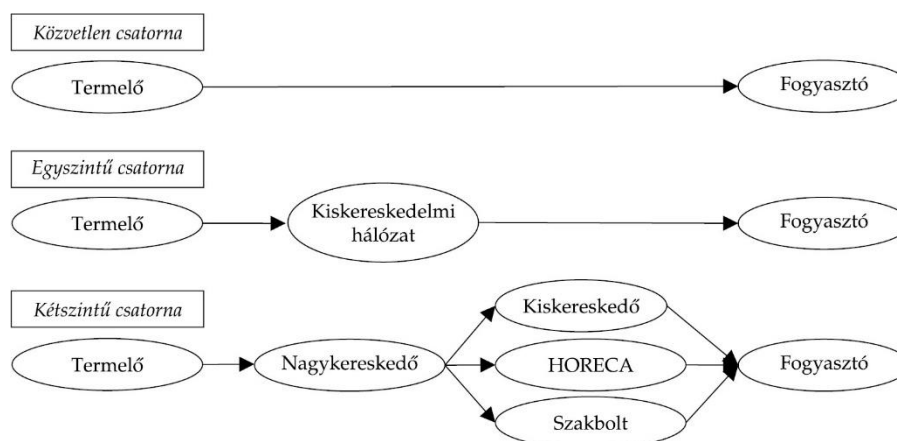 Közvetlen csatorna
Termelő
Fogyasztó
Egyszintű csatorna
Termelő
Kiskereskedelmi
hálózat
Fogyasztó
Kétszintű csatorna
Termelő
Nagykereskedő
Kiskereskedő
HORECA
Szakbolt
Fogyasztó